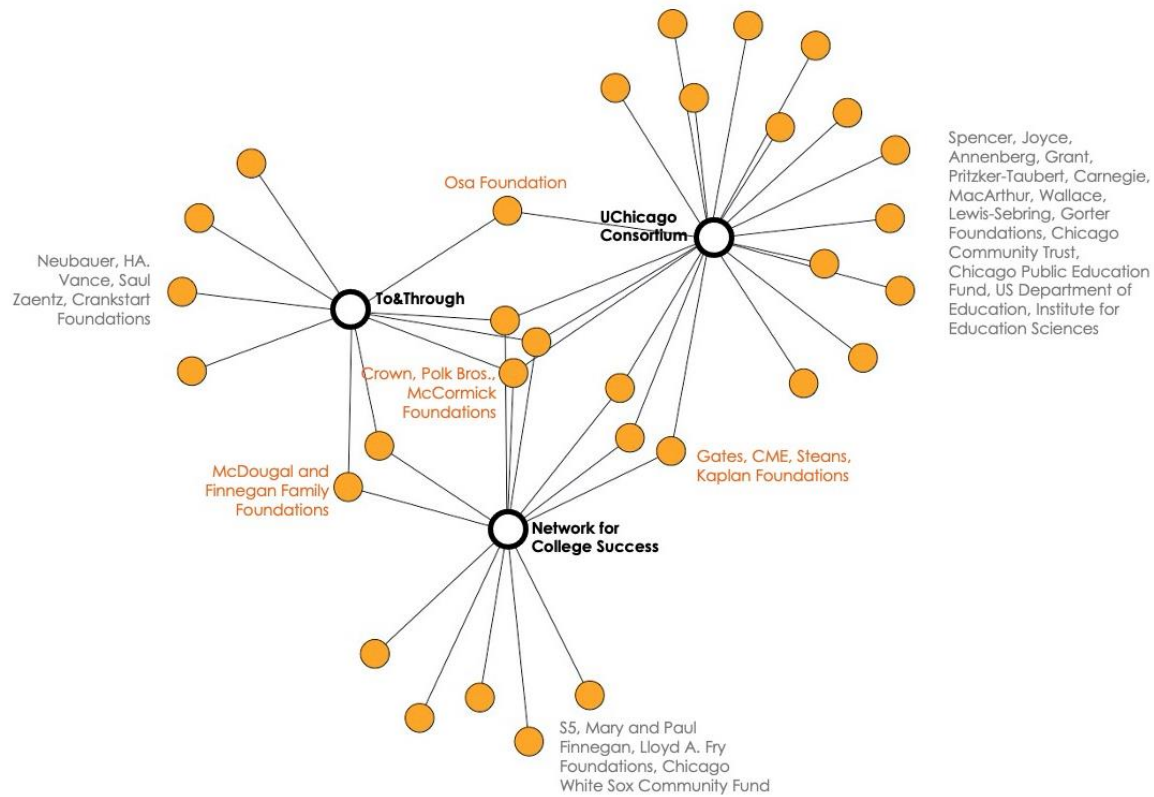 Spencer, Joyce,
Annenberg, Grant,
Pritzker-Taubert, Carnegie,
MacArthur, Wallace,
Lewis-Sebring, Gorter
Foundations, Chicago
Community Trust,
Chicago Public Education
Fund, US Department of
Education, Institute for
Education Sciences
Osa Foundation
UChicago
Consortium
Neubauer, HA.
Vance, Saul
Zaentz, Crankstart
Foundations
To&Through
Crown, Polk Bros.,
McCormick
Foundations
McDougal and
Finnegan Family
Foundations
Gates, CME, Steans,
Kaplan Foundations
Network for
College Success
S5, Mary and Paul
Finnegan, Lloyd A. Fry
Foundations, Chicago
White Sox Community Fund